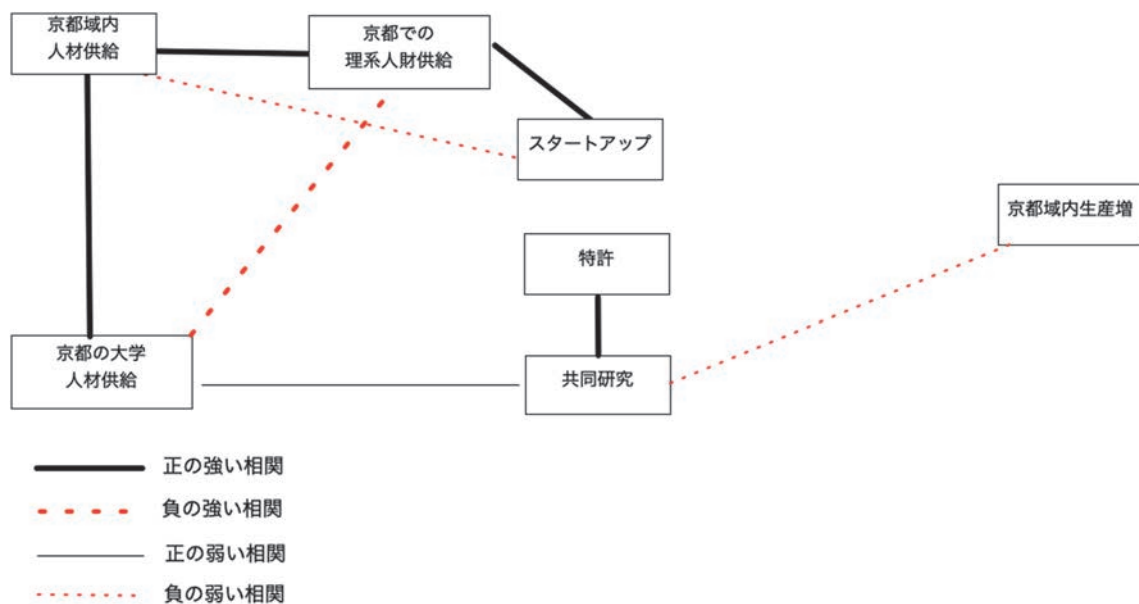 京都域内
人材供給
京都での
理系人財供給
スタートアップ
京都域内生産増
特許
京都の大学
人材供給
共同研究
正の強い相関
負の強い相関
正の弱い相関
負の弱い相関